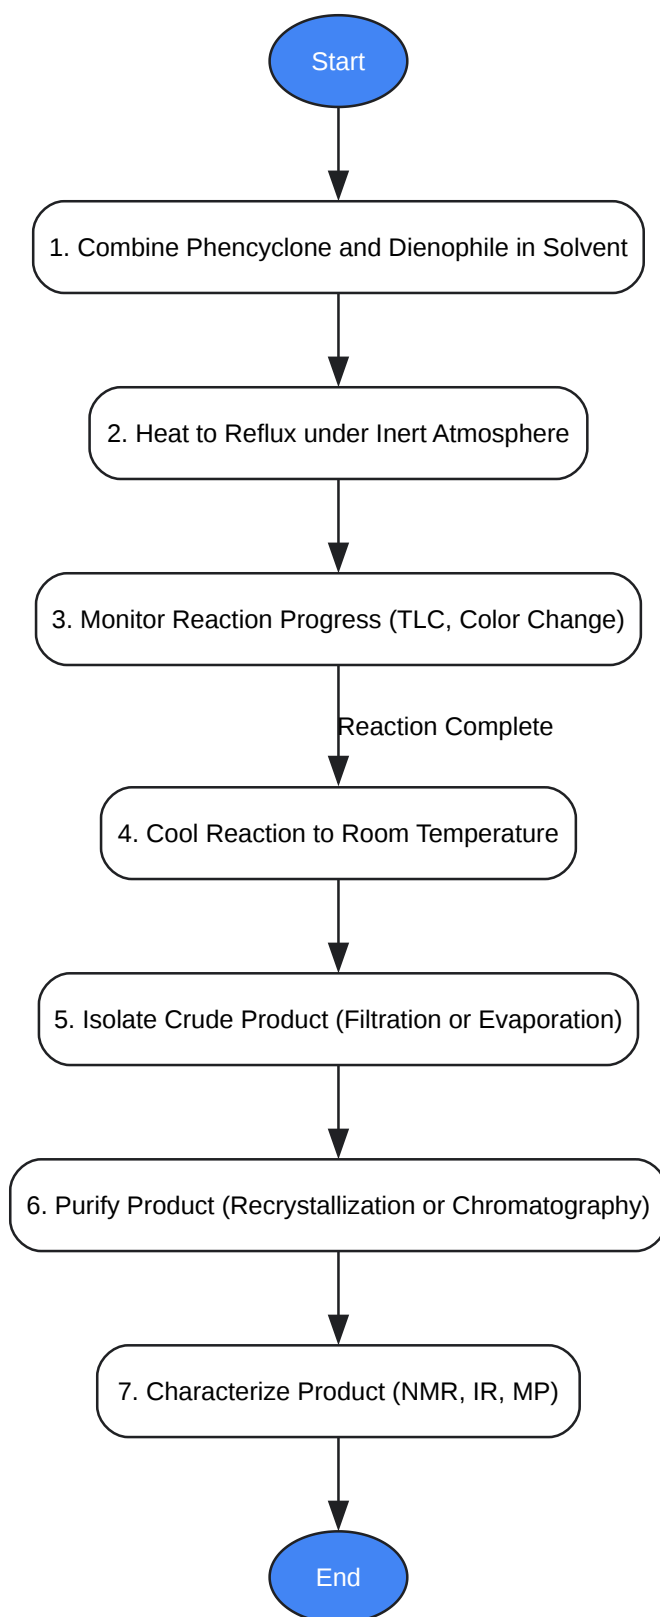 Start
1. Combine Phencyclone and Dienophile in Solvent
2. Heat to Reflux under Inert Atmosphere
3. Monitor Reaction Progress (TLC, Color Change)
Reaction Complete
4. Cool Reaction to Room Temperature
5. Isolate Crude Product (Filtration or Evaporation)
6. Purify Product (Recrystallization or Chromatography)
7. Characterize Product (NMR, IR, MP)
End